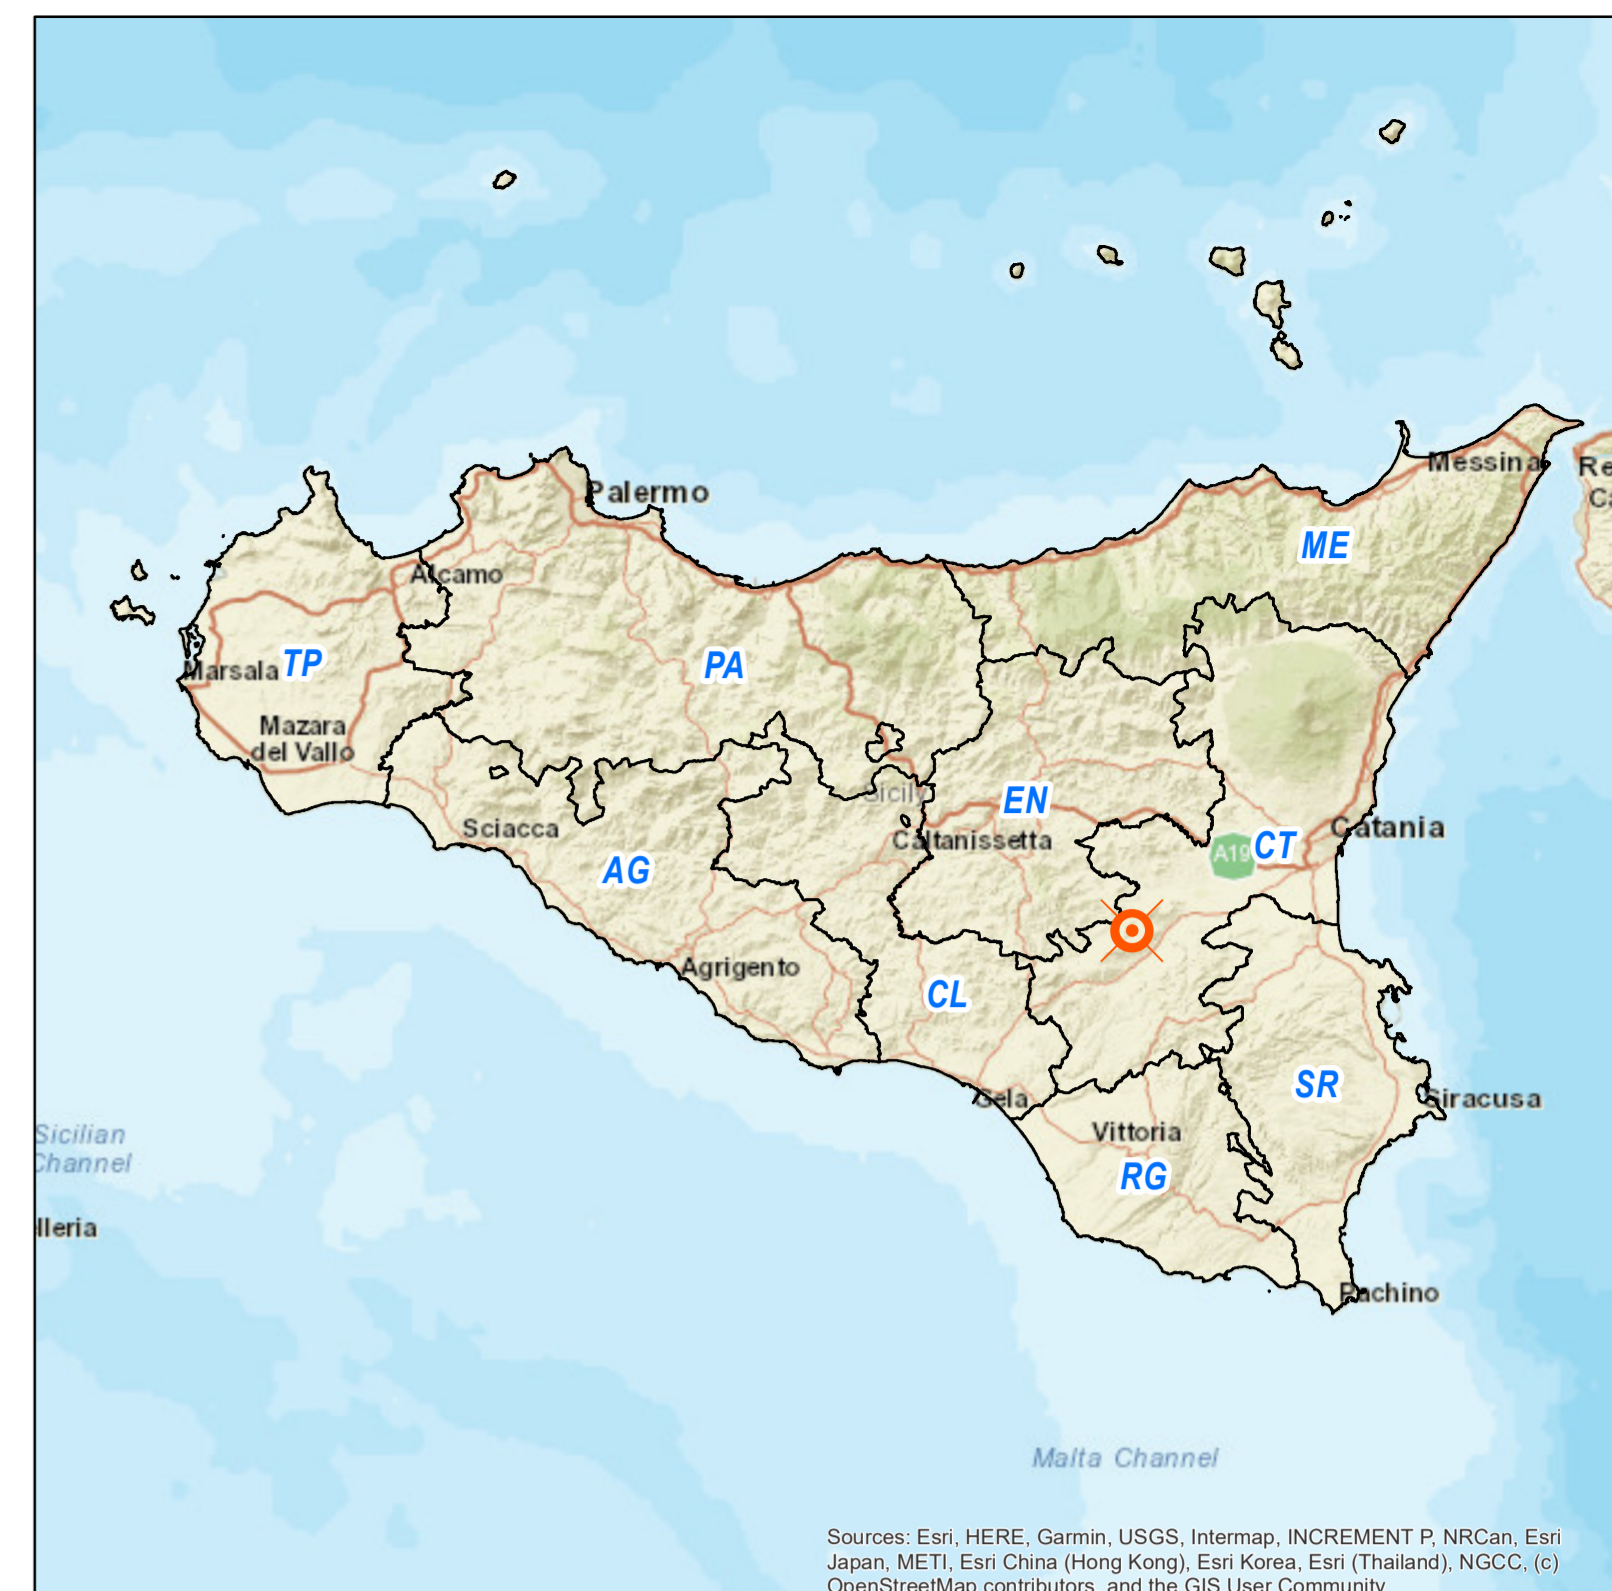 Messina
Re
Ca
Palermo
ME
Alcamo
PA
TP
Marsala
Mazara
del Vallo
Sicily
EN
Sciacca
Caltanissetta
Catania
A19
CT
AG
Agrigento
CL
SR
Gela
Siracusa
Vittoria
Sicilian
Channel
RG
lleria
Pachino
Malta Channel
Sources: Esri, HERE, Garmin, USGS, Intermap, INCREMENT P, NRCan, Esri
Japan, METI, Esri China (Hong Kong), Esri Korea, Esri (Thailand), NGCC, (c)
OpenStreetMap contributors, and the GIS User Community